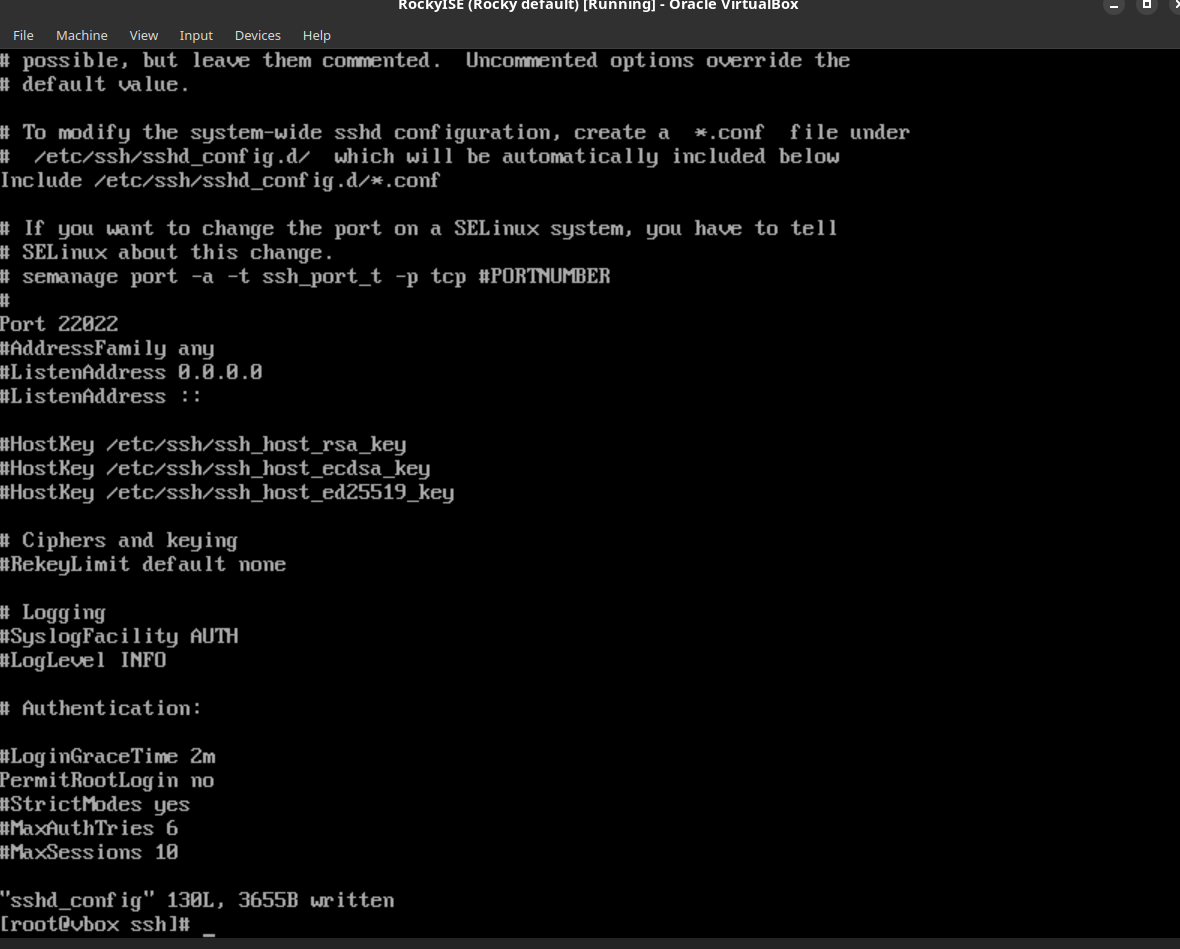 RockyISE (Rocky default) [Running] - Oracle VirtualBox
File Machine View Input Devices Help
# possible, but leave them commented.  Uncommented options override the
# default value.
# To modify the system-wide sshd configuration, create a  *.conf  file under
#  /etc/ssh/sshd_config.d/  which will be automatically included below
Include /etc/ssh/sshd_config.d/*.conf
# If you want to change the port on a SELinux system, you have to tell
# SELinux about this change.
# semanage port -a -t ssh_port_t -p tcp #PORTNUMBER
#
Port 22022
#AddressFamily any
#ListenAddress 0.0.0.0
#ListenAddress ::
#HostKey /etc/ssh/ssh_host_rsa_key
#HostKey /etc/ssh/ssh_host_ecdsa_key
#HostKey /etc/ssh/ssh_host_ed25519_key
# Ciphers and keying
#RekeyLimit default none
# Logging
#SyslogFacility AUTH
#LogLevel INFO
# Authentication:
#LoginGraceTime 2m
PermitRootLogin no
#StrictModes yes
#MaxAuthTries 6
#MaxSessions 10
"sshd_config" 130L, 3655B written
[root@vbox ssh]# _